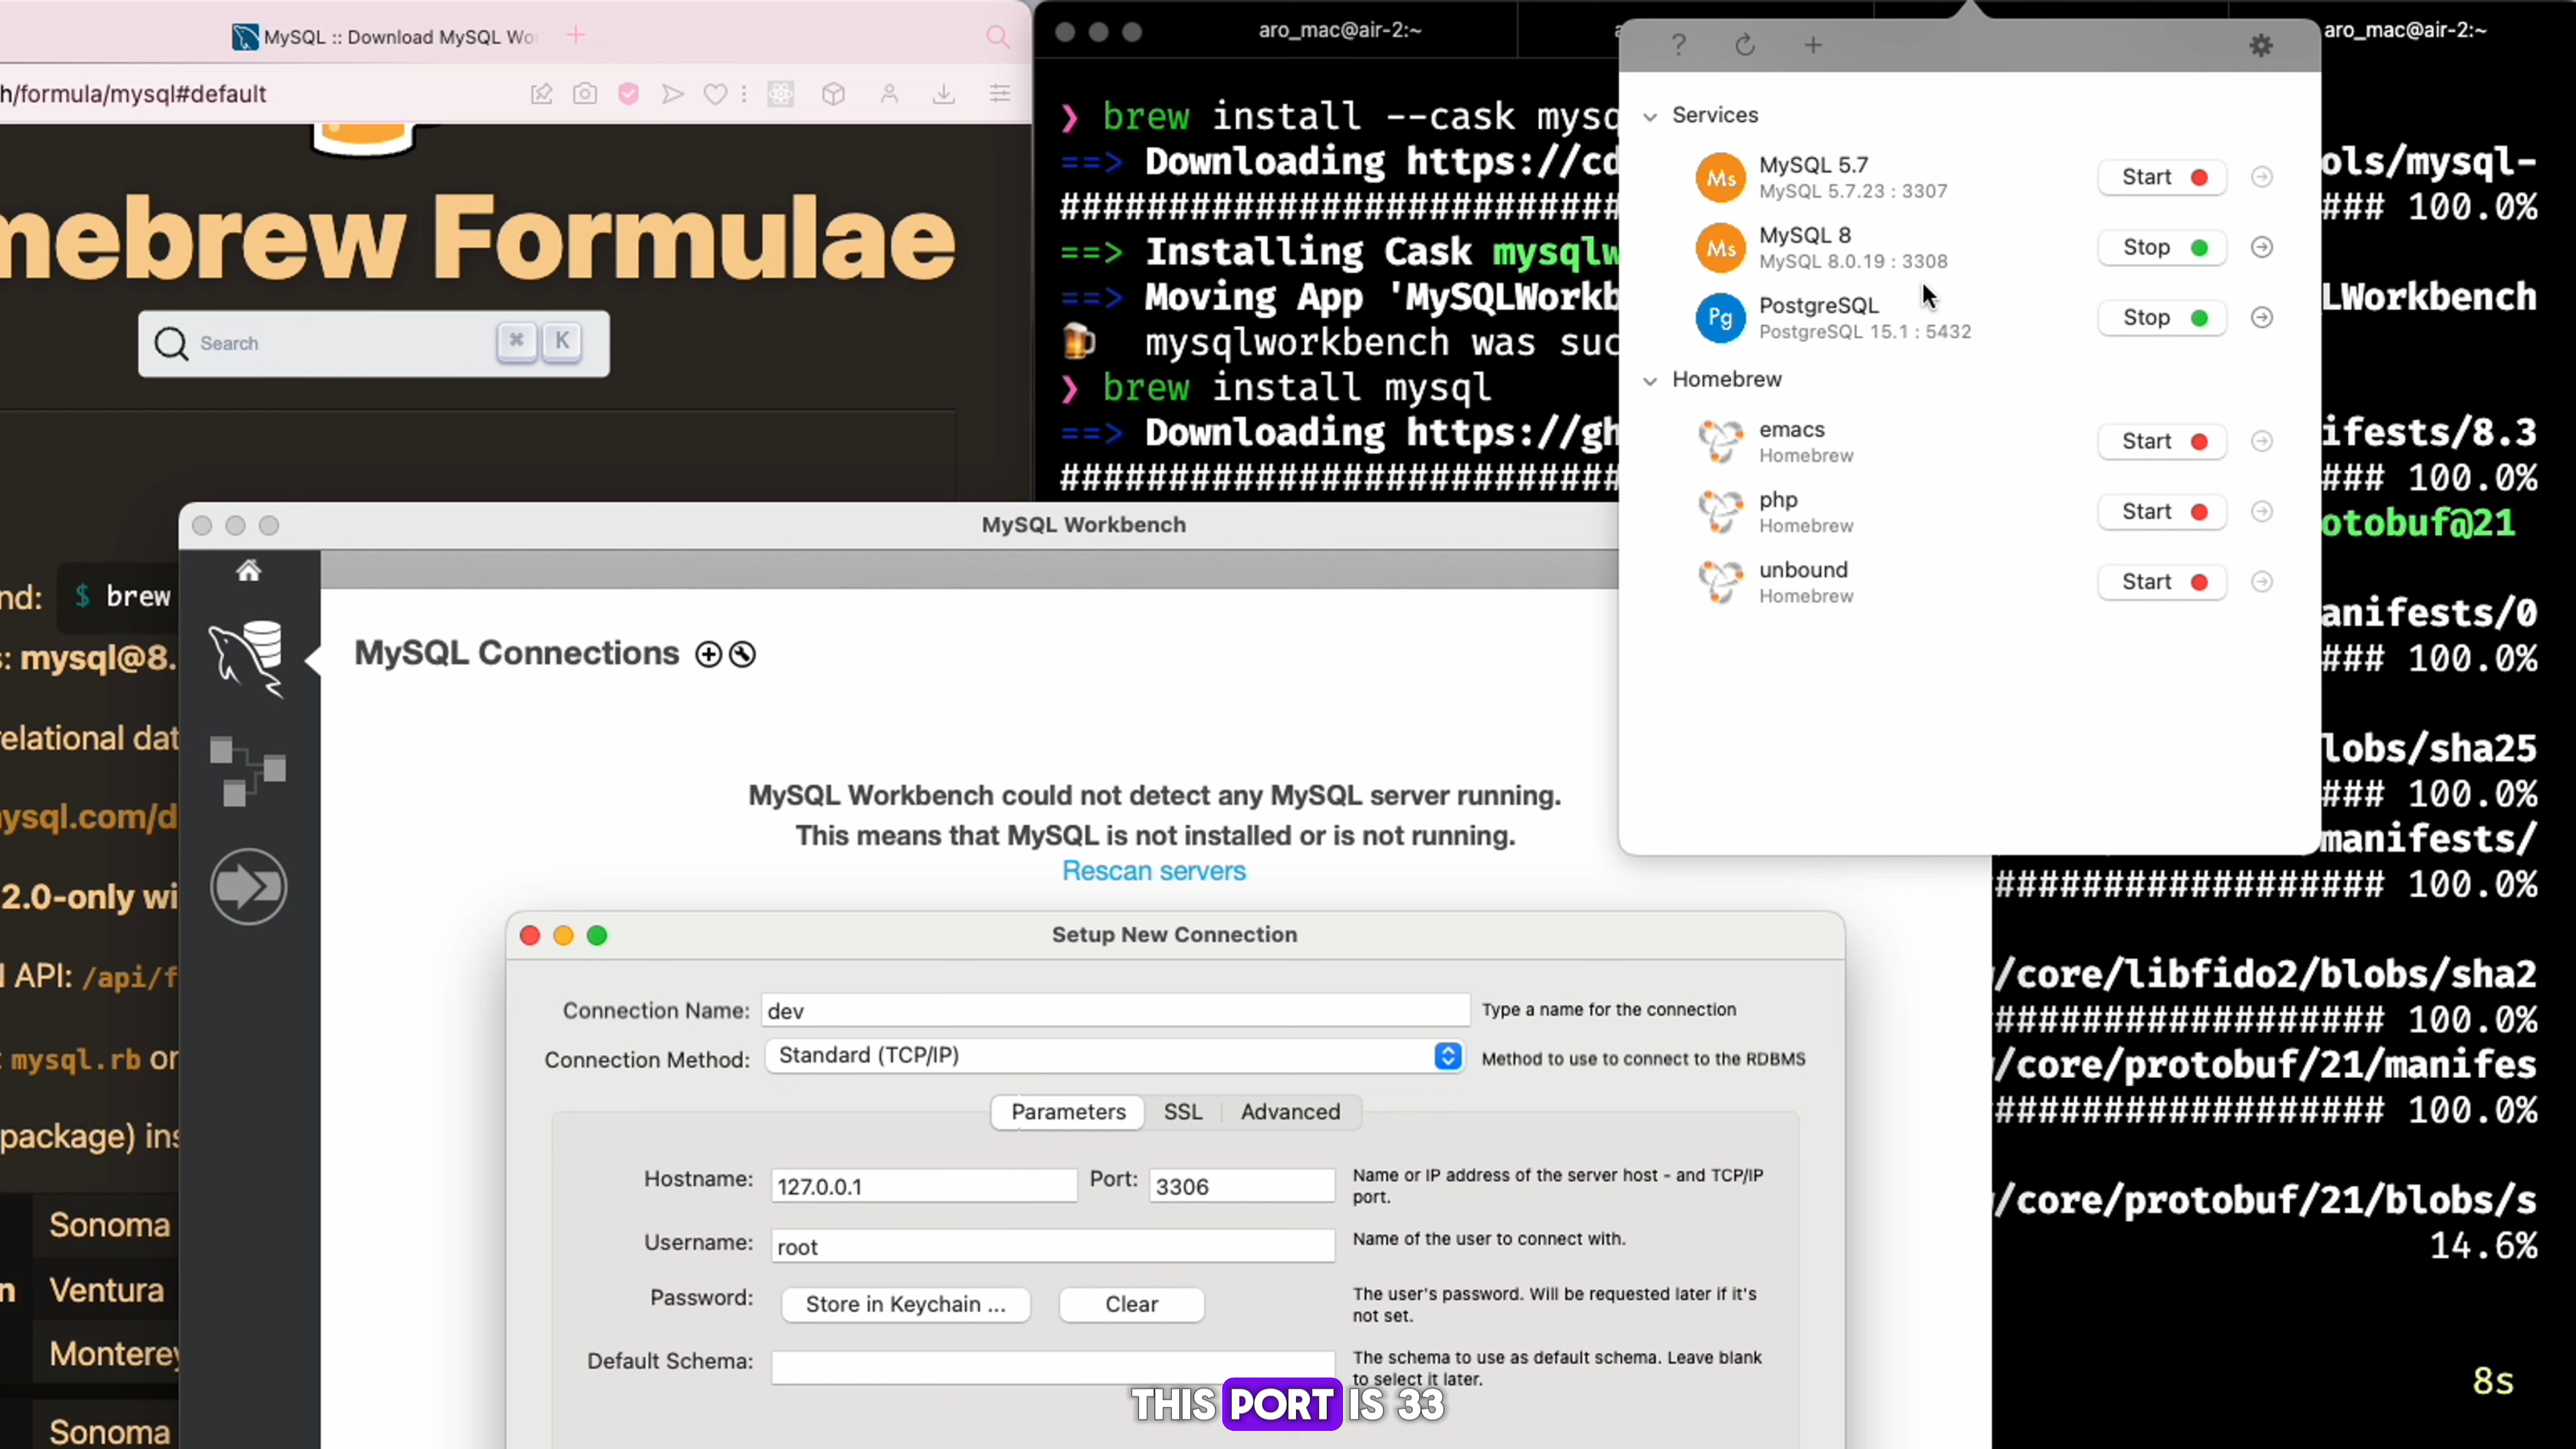 MySQL :: Download MySQL Wo
h/formula/mysql#default
mebrew Formulae
Search
⌘ K
nd: $ brew
s: mysql@8.
relational dat
mysql.com/d
2.0-only wi
API: /api/f
mysql.rb on
package) ins
Sonoma
n Ventura
Monterey
Sonoma
aro_mac@air-2:~
aro_mac@air-2:~
❯ brew install --cask mysq
==> Downloading https://cd
ols/mysql-
########################## ### 100.0%
==> Installing Cask mysqlw
==> Moving App 'MySQLWorkb
LWorkbench
mysqlworkbench was suc
❯ brew install mysql
==> Downloading https://gh
ifests/8.3
########################## ### 100.0%
otobuf@21
anifests/0
### 100.0%
lobs/sha25
### 100.0%
manifests/
################## 100.0%
/core/libfido2/blobs/sha2
################## 100.0%
/core/protobuf/21/manifes
################## 100.0%
/core/protobuf/21/blobs/s
14.6%
8s
? +
Services
Ms MySQL 5.7 Start
MySQL 5.7.23 : 3307
Ms MySQL 8 Stop
MySQL 8.0.19 : 3308
Pg PostgreSQL Stop
PostgreSQL 15.1 : 5432
Homebrew
emacs Start
Homebrew
php Start
Homebrew
unbound Start
Homebrew
MySQL Workbench
MySQL Connections
MySQL Workbench could not detect any MySQL server running.
This means that MySQL is not installed or is not running.
Rescan servers
Setup New Connection
Connection Name: dev Type a name for the connection
Connection Method: Standard (TCP/IP) Method to use to connect to the RDBMS
Parameters SSL Advanced
Hostname: 127.0.0.1 Port: 3306 Name or IP address of the server host - and TCP/IP
port.
Username: root Name of the user to connect with.
Password: Store in Keychain ... Clear The user's password. Will be requested later if it's
not set.
Default Schema: The schema to use as default schema. Leave blank
to select it later.
THIS PORT IS 33